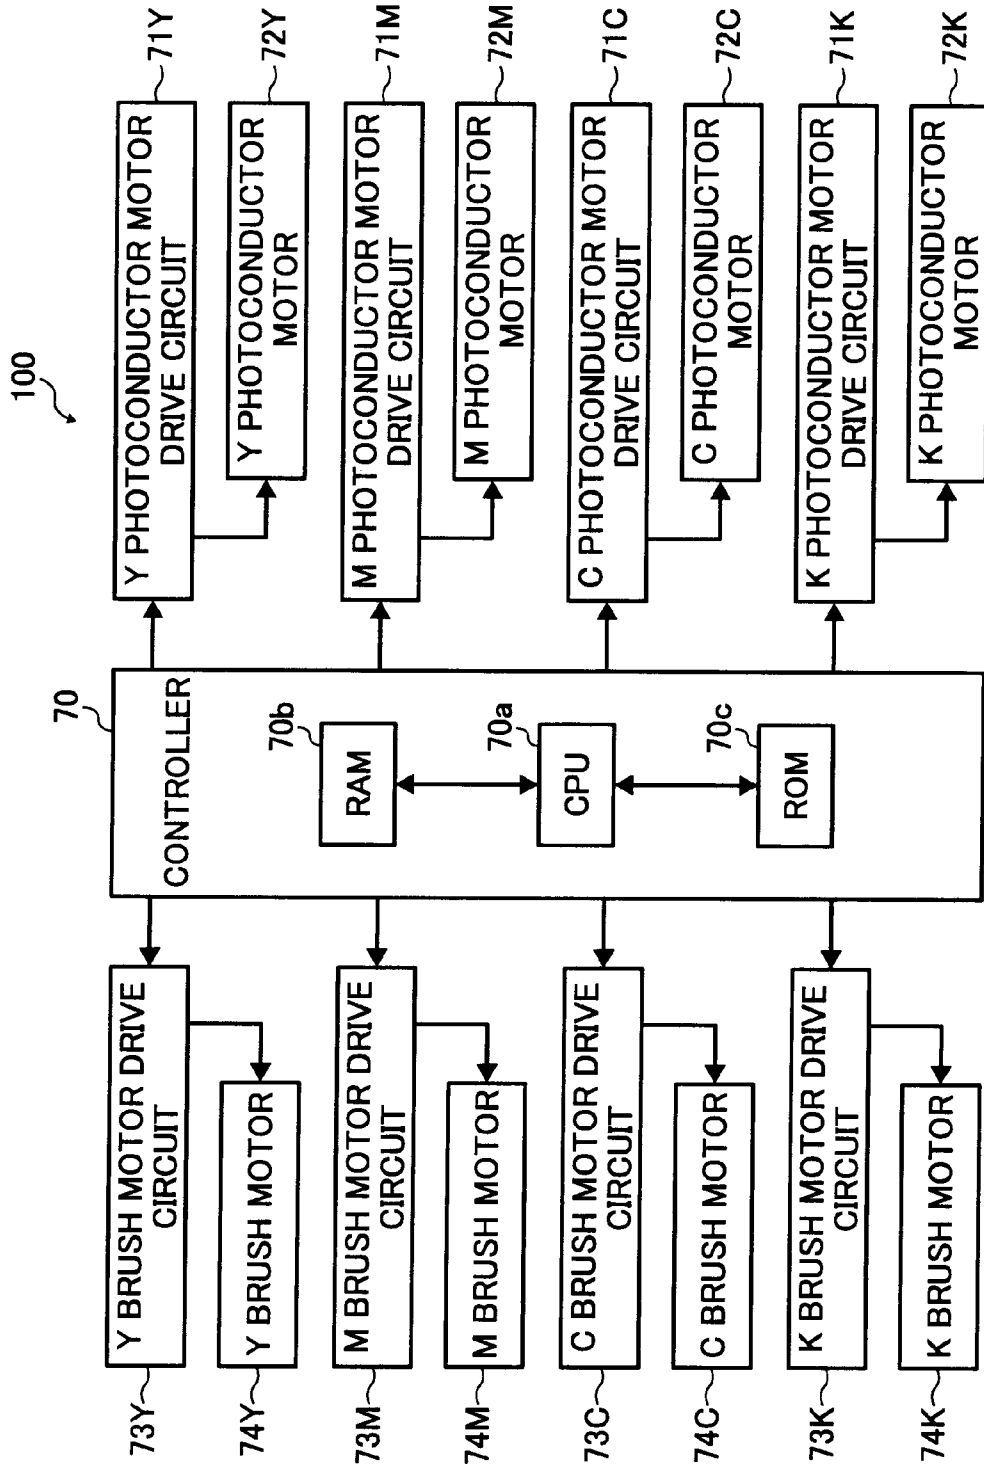 100
73Y
Y BRUSH MOTOR DRIVE
CIRCUIT
74Y
Y BRUSH MOTOR
73M
M BRUSH MOTOR DRIVE
CIRCUIT
74M
M BRUSH MOTOR
73C
C BRUSH MOTOR DRIVE
CIRCUIT
74C
C BRUSH MOTOR
73K
K BRUSH MOTOR DRIVE
CIRCUIT
74K
K BRUSH MOTOR
70
CONTROLLER
70b
RAM
70a
CPU
70c
ROM
Y PHOTOCONDUCTOR MOTOR
DRIVE CIRCUIT
71Y
Y PHOTOCONDUCTOR
MOTOR
72Y
M PHOTOCONDUCTOR MOTOR
DRIVE CIRCUIT
71M
M PHOTOCONDUCTOR
MOTOR
72M
C PHOTOCONDUCTOR MOTOR
DRIVE CIRCUIT
71C
C PHOTOCONDUCTOR
MOTOR
72C
K PHOTOCONDUCTOR MOTOR
DRIVE CIRCUIT
71K
K PHOTOCONDUCTOR
MOTOR
72K